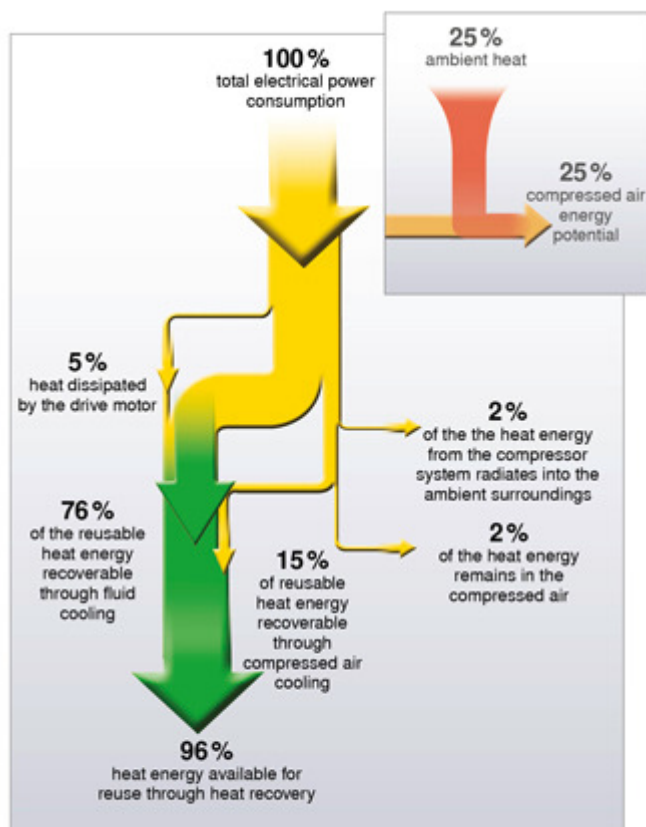 100%
total electrical power
consumption
25%
ambient heat
25%
compressed air
energy
potential
5%
heat dissipated
by the drive motor
2%
of the the heat energy
from the compressor
system radiates into the
ambient surroundings
76%
of the reusable
heat energy
recoverable
through fluid
cooling
15%
of reusable
heat energy
recoverable
through
compressed air
cooling
2%
of the heat energy
remains in the
compressed air
96%
heat energy available for
reuse through heat recovery